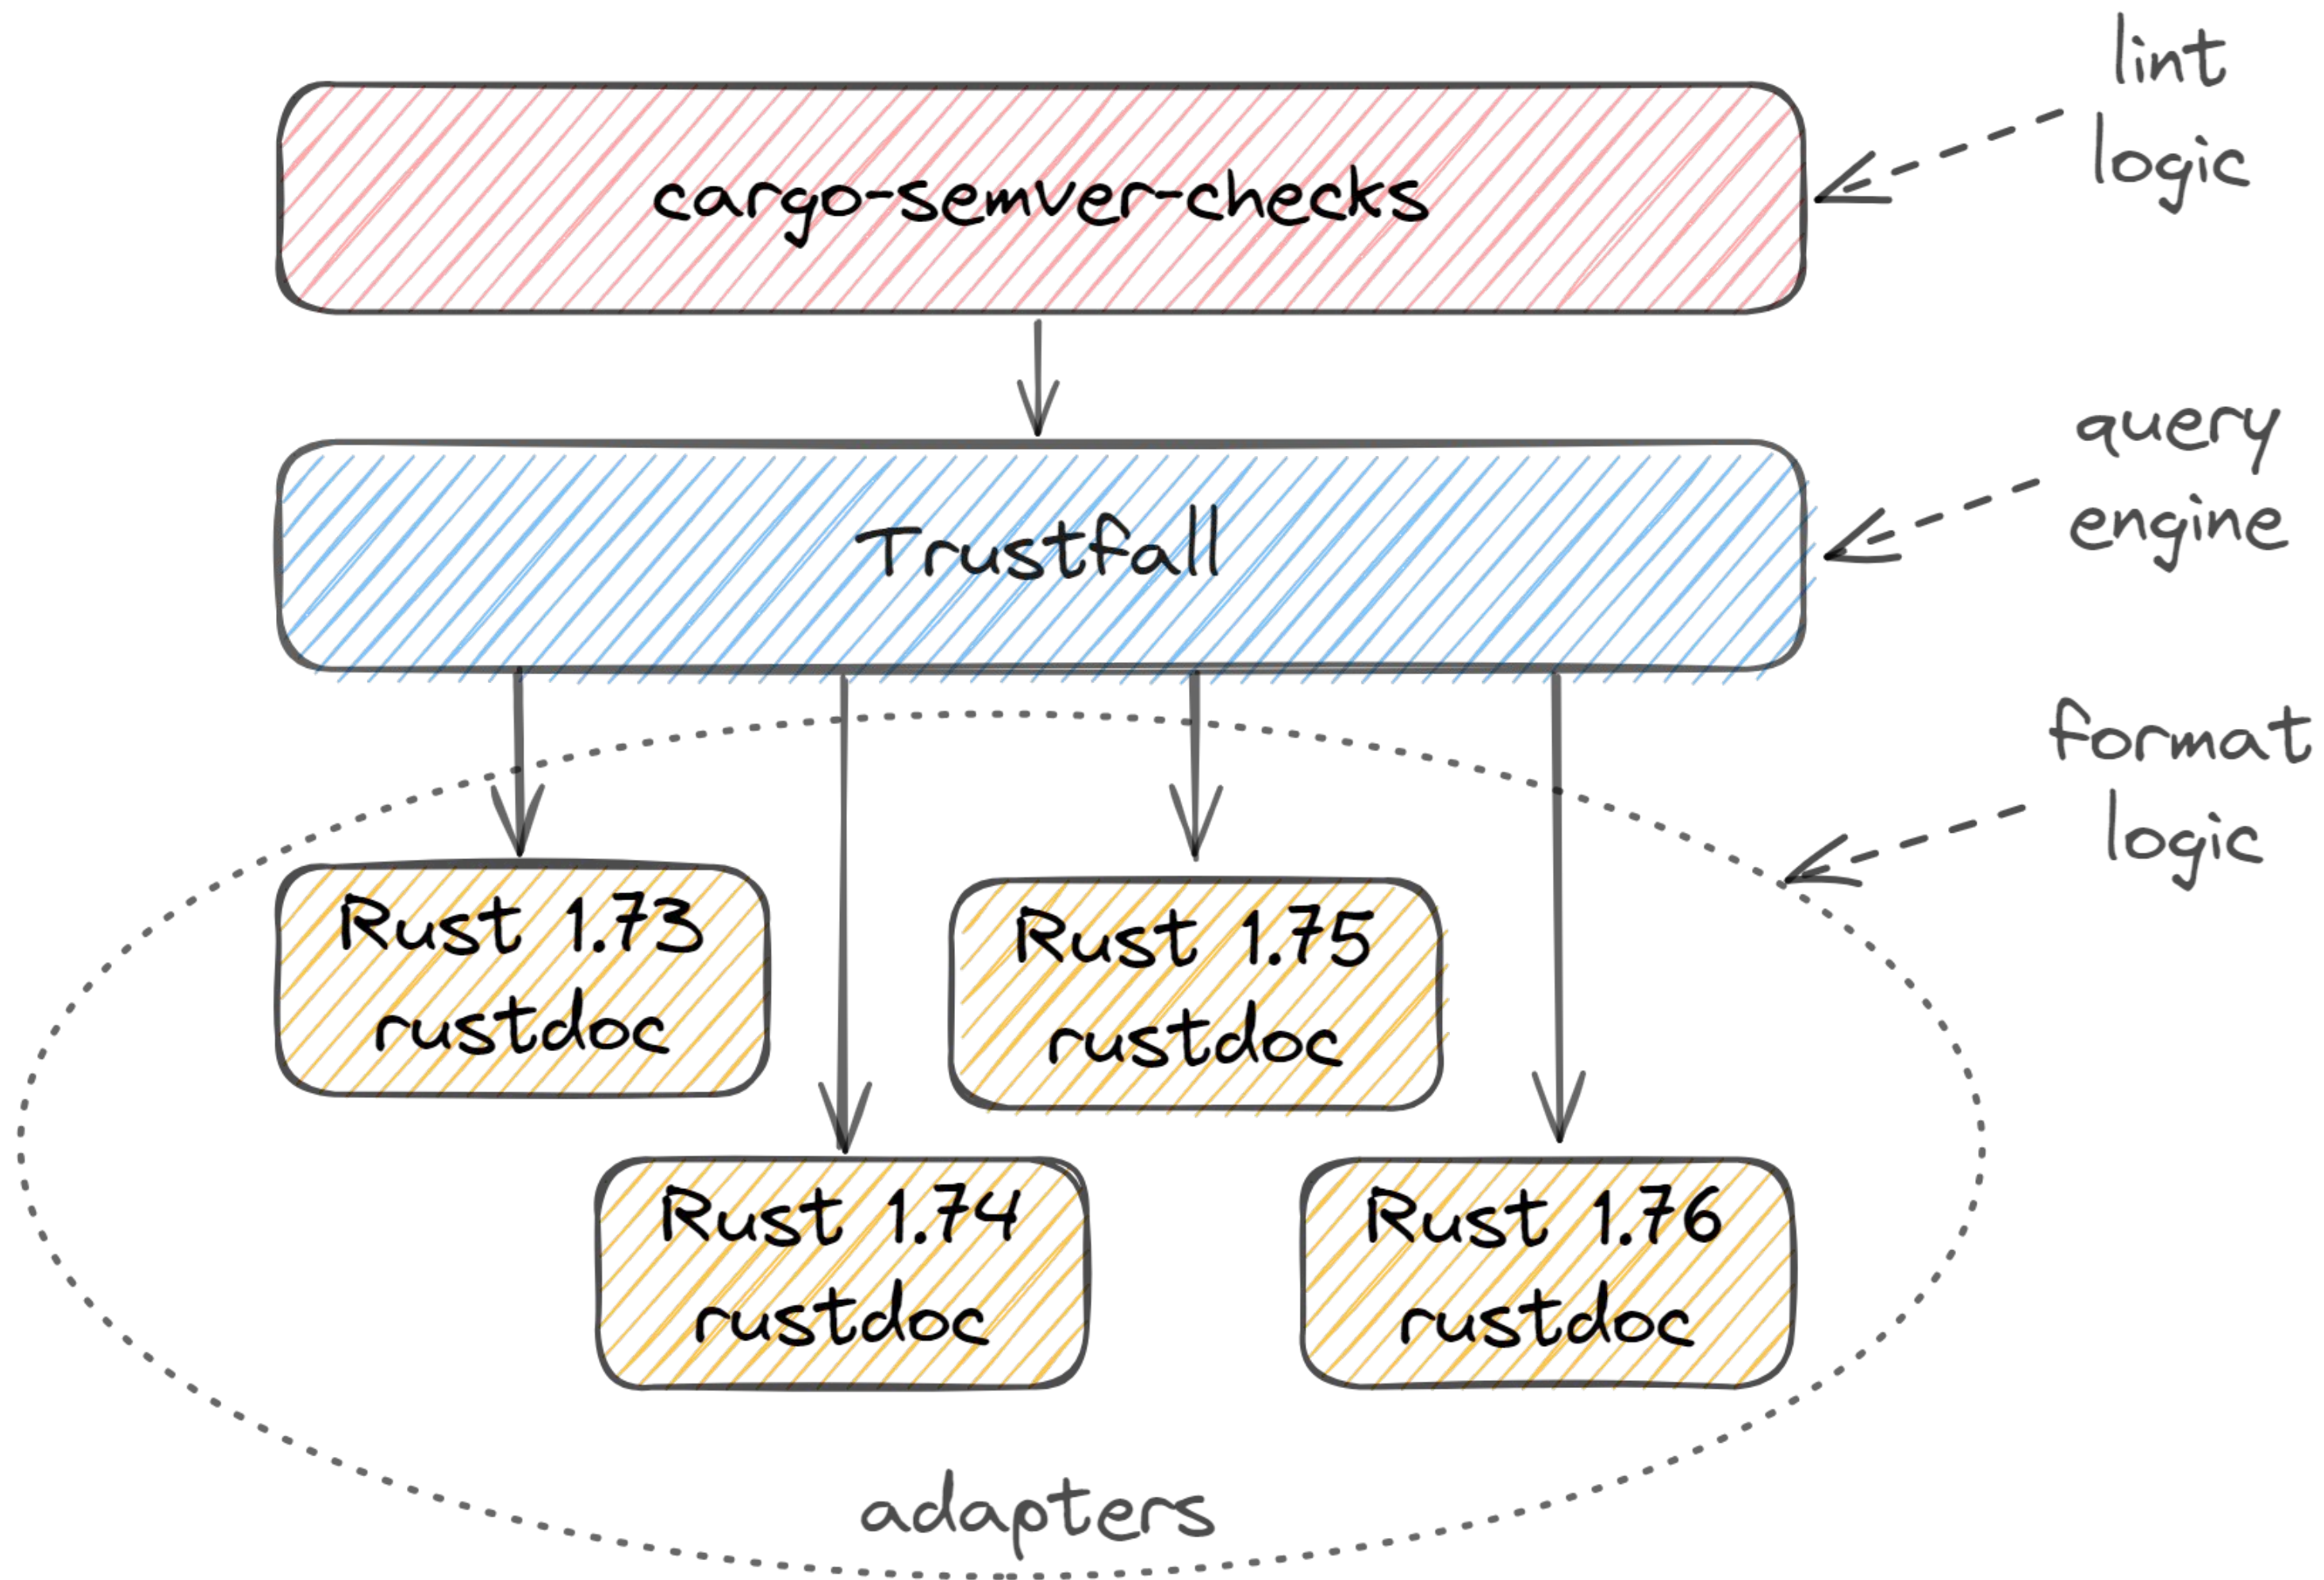 lint
logic
cargo-semver-checks
query
engine
Trustfall
format
logic
Rust 1.73
rustdoc
Rust 1.75
rustdoc
Rust 1.74
rustdoc
Rust 1.76
rustdoc
adapters